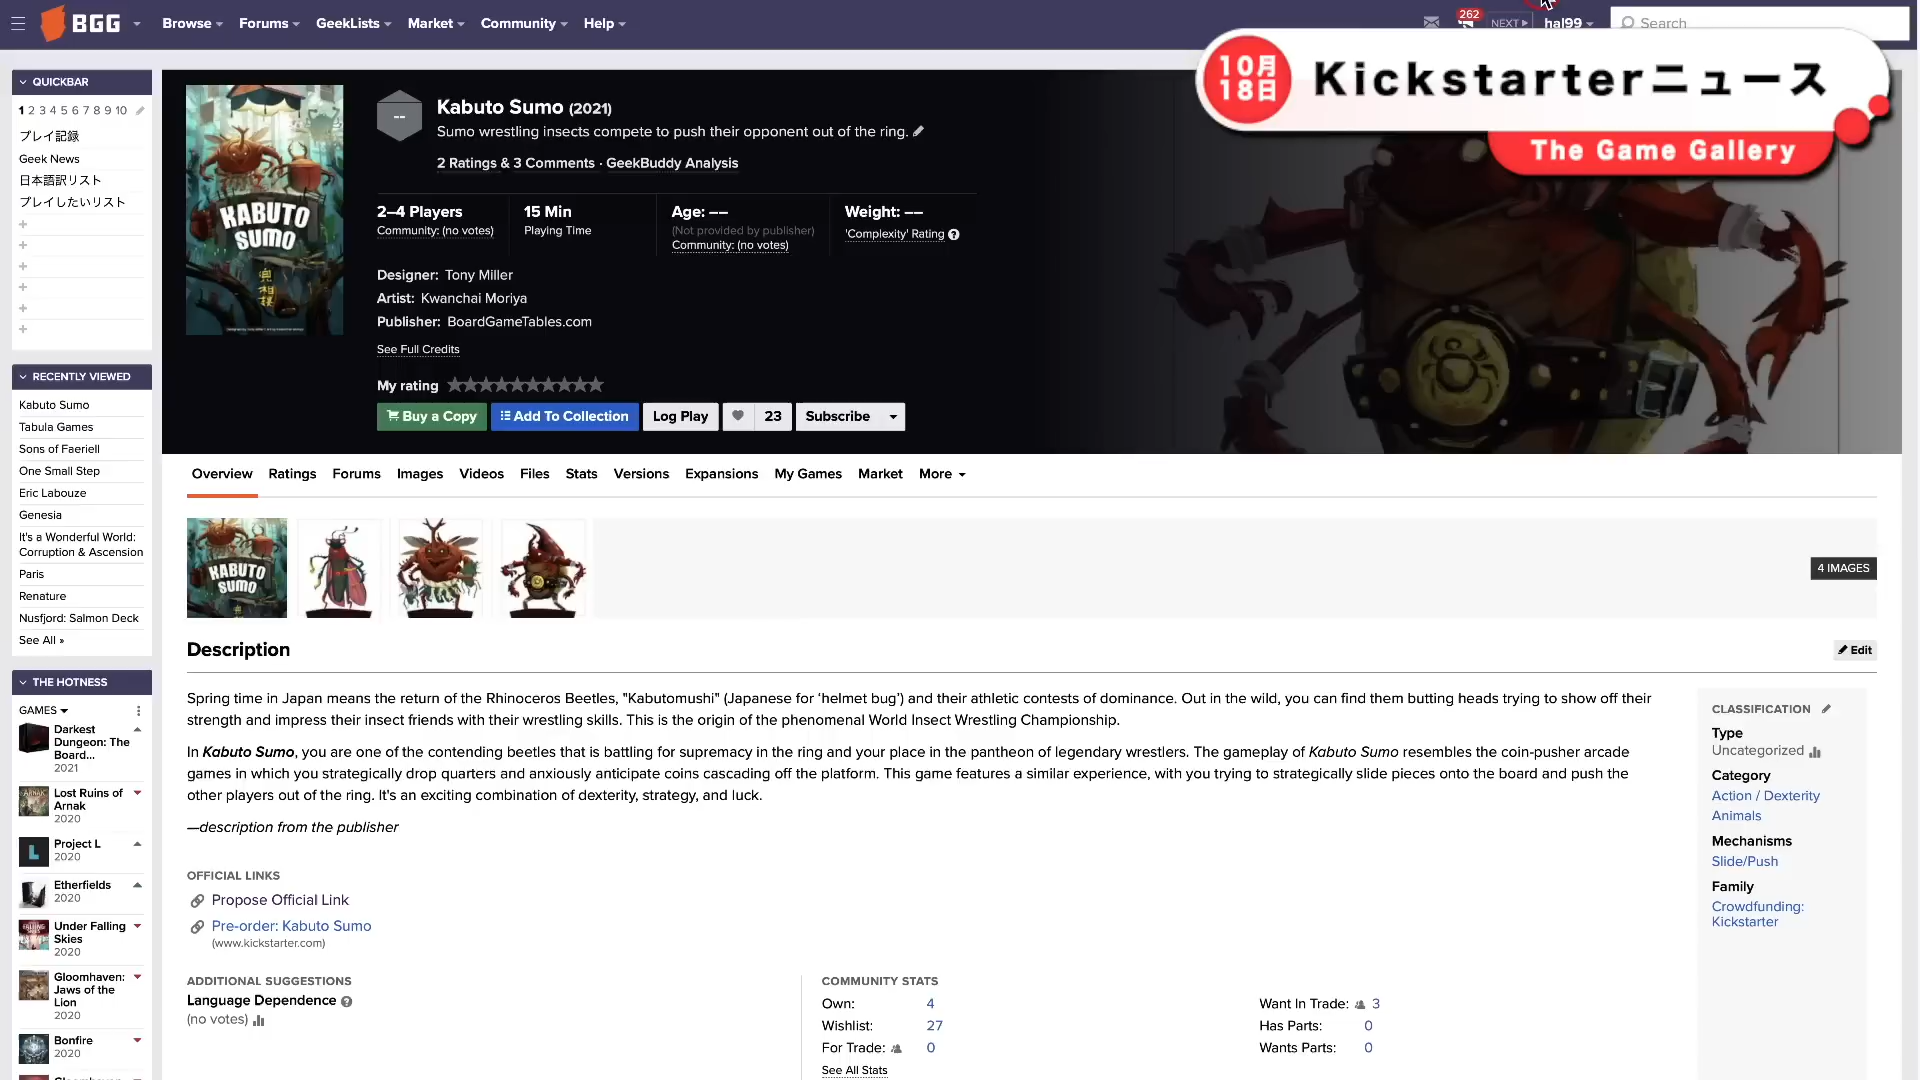 BGG
Browse
Forums
GeekLists
Market
Community
Help
262
NEXT
hal99
Search
10月
18日
Kickstarterニュース
The Game Gallery
QUICKBAR
1 2 3 4 5 6 7 8 9 10
プレイ記録
Geek News
日本語訳リスト
プレイしたいリスト
RECENTLY VIEWED
Kabuto Sumo
Tabula Games
Sons of Faeriell
One Small Step
Eric Labouze
Genesia
It's a Wonderful World:
Corruption & Ascension
Paris
Renature
Nusfjord: Salmon Deck
See All »
THE HOTNESS
GAMES
Darkest
Dungeon: The
Board...
2021
Lost Ruins of
Arnak
2020
Project L
2020
Etherfields
2020
Under Falling
Skies
2020
Gloomhaven:
Jaws of the
Lion
2020
Bonfire
2020
KABUTO
SUMO
兜
相
撲
--
Kabuto Sumo (2021)
Sumo wrestling insects compete to push their opponent out of the ring.
2 Ratings & 3 Comments · GeekBuddy Analysis
2–4 Players
Community: (no votes)
15 Min
Playing Time
Age: ––
(Not provided by publisher)
Community: (no votes)
Weight: ––
'Complexity' Rating
Designer: Tony Miller
Artist: Kwanchai Moriya
Publisher: BoardGameTables.com
See Full Credits
My rating
Buy a Copy
Add To Collection
Log Play
23
Subscribe
Overview
Ratings
Forums
Images
Videos
Files
Stats
Versions
Expansions
My Games
Market
More
KABUTO
SUMO
4 IMAGES
Description
Edit
Spring time in Japan means the return of the Rhinoceros Beetles, "Kabutomushi" (Japanese for ‘helmet bug’) and their athletic contests of dominance. Out in the wild, you can find them butting heads trying to show off their
strength and impress their insect friends with their wrestling skills. This is the origin of the phenomenal World Insect Wrestling Championship.
In Kabuto Sumo, you are one of the contending beetles that is battling for supremacy in the ring and your place in the pantheon of legendary wrestlers. The gameplay of Kabuto Sumo resembles the coin-pusher arcade
games in which you strategically drop quarters and anxiously anticipate coins cascading off the platform. This game features a similar experience, with you trying to strategically slide pieces onto the board and push the
other players out of the ring. It's an exciting combination of dexterity, strategy, and luck.
—description from the publisher
OFFICIAL LINKS
Propose Official Link
Pre-order: Kabuto Sumo
(www.kickstarter.com)
ADDITIONAL SUGGESTIONS
Language Dependence
(no votes)
COMMUNITY STATS
Own: 4
Wishlist: 27
For Trade: 0
See All Stats
Want In Trade: 3
Has Parts: 0
Wants Parts: 0
CLASSIFICATION
Type
Uncategorized
Category
Action / Dexterity
Animals
Mechanisms
Slide/Push
Family
Crowdfunding:
Kickstarter